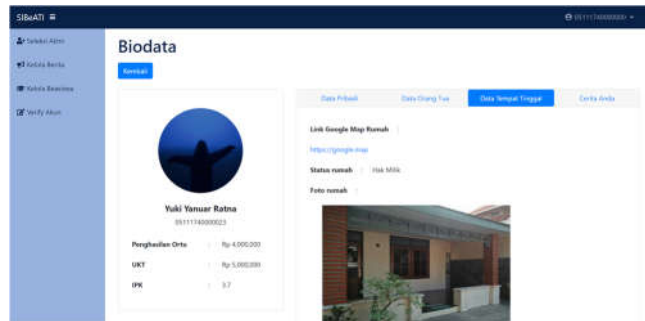 SIBeATI
Seleksi Admi
Kelola Berita
Kelola Beasiswa
Verify Akun
Biodata
Kembali
Yuki Yanuar Ratna
05111740000023
Penghasilan Ortu : Rp 4,000,000
UKT : Rp 5,000,000
IPK : 3.7
Data Pribadi Data Orang Tua Data Tempat Tinggal Cerita Anda
Link Google Map Rumah :
https://google.map
Status rumah : Hak Milik
Foto rumah :